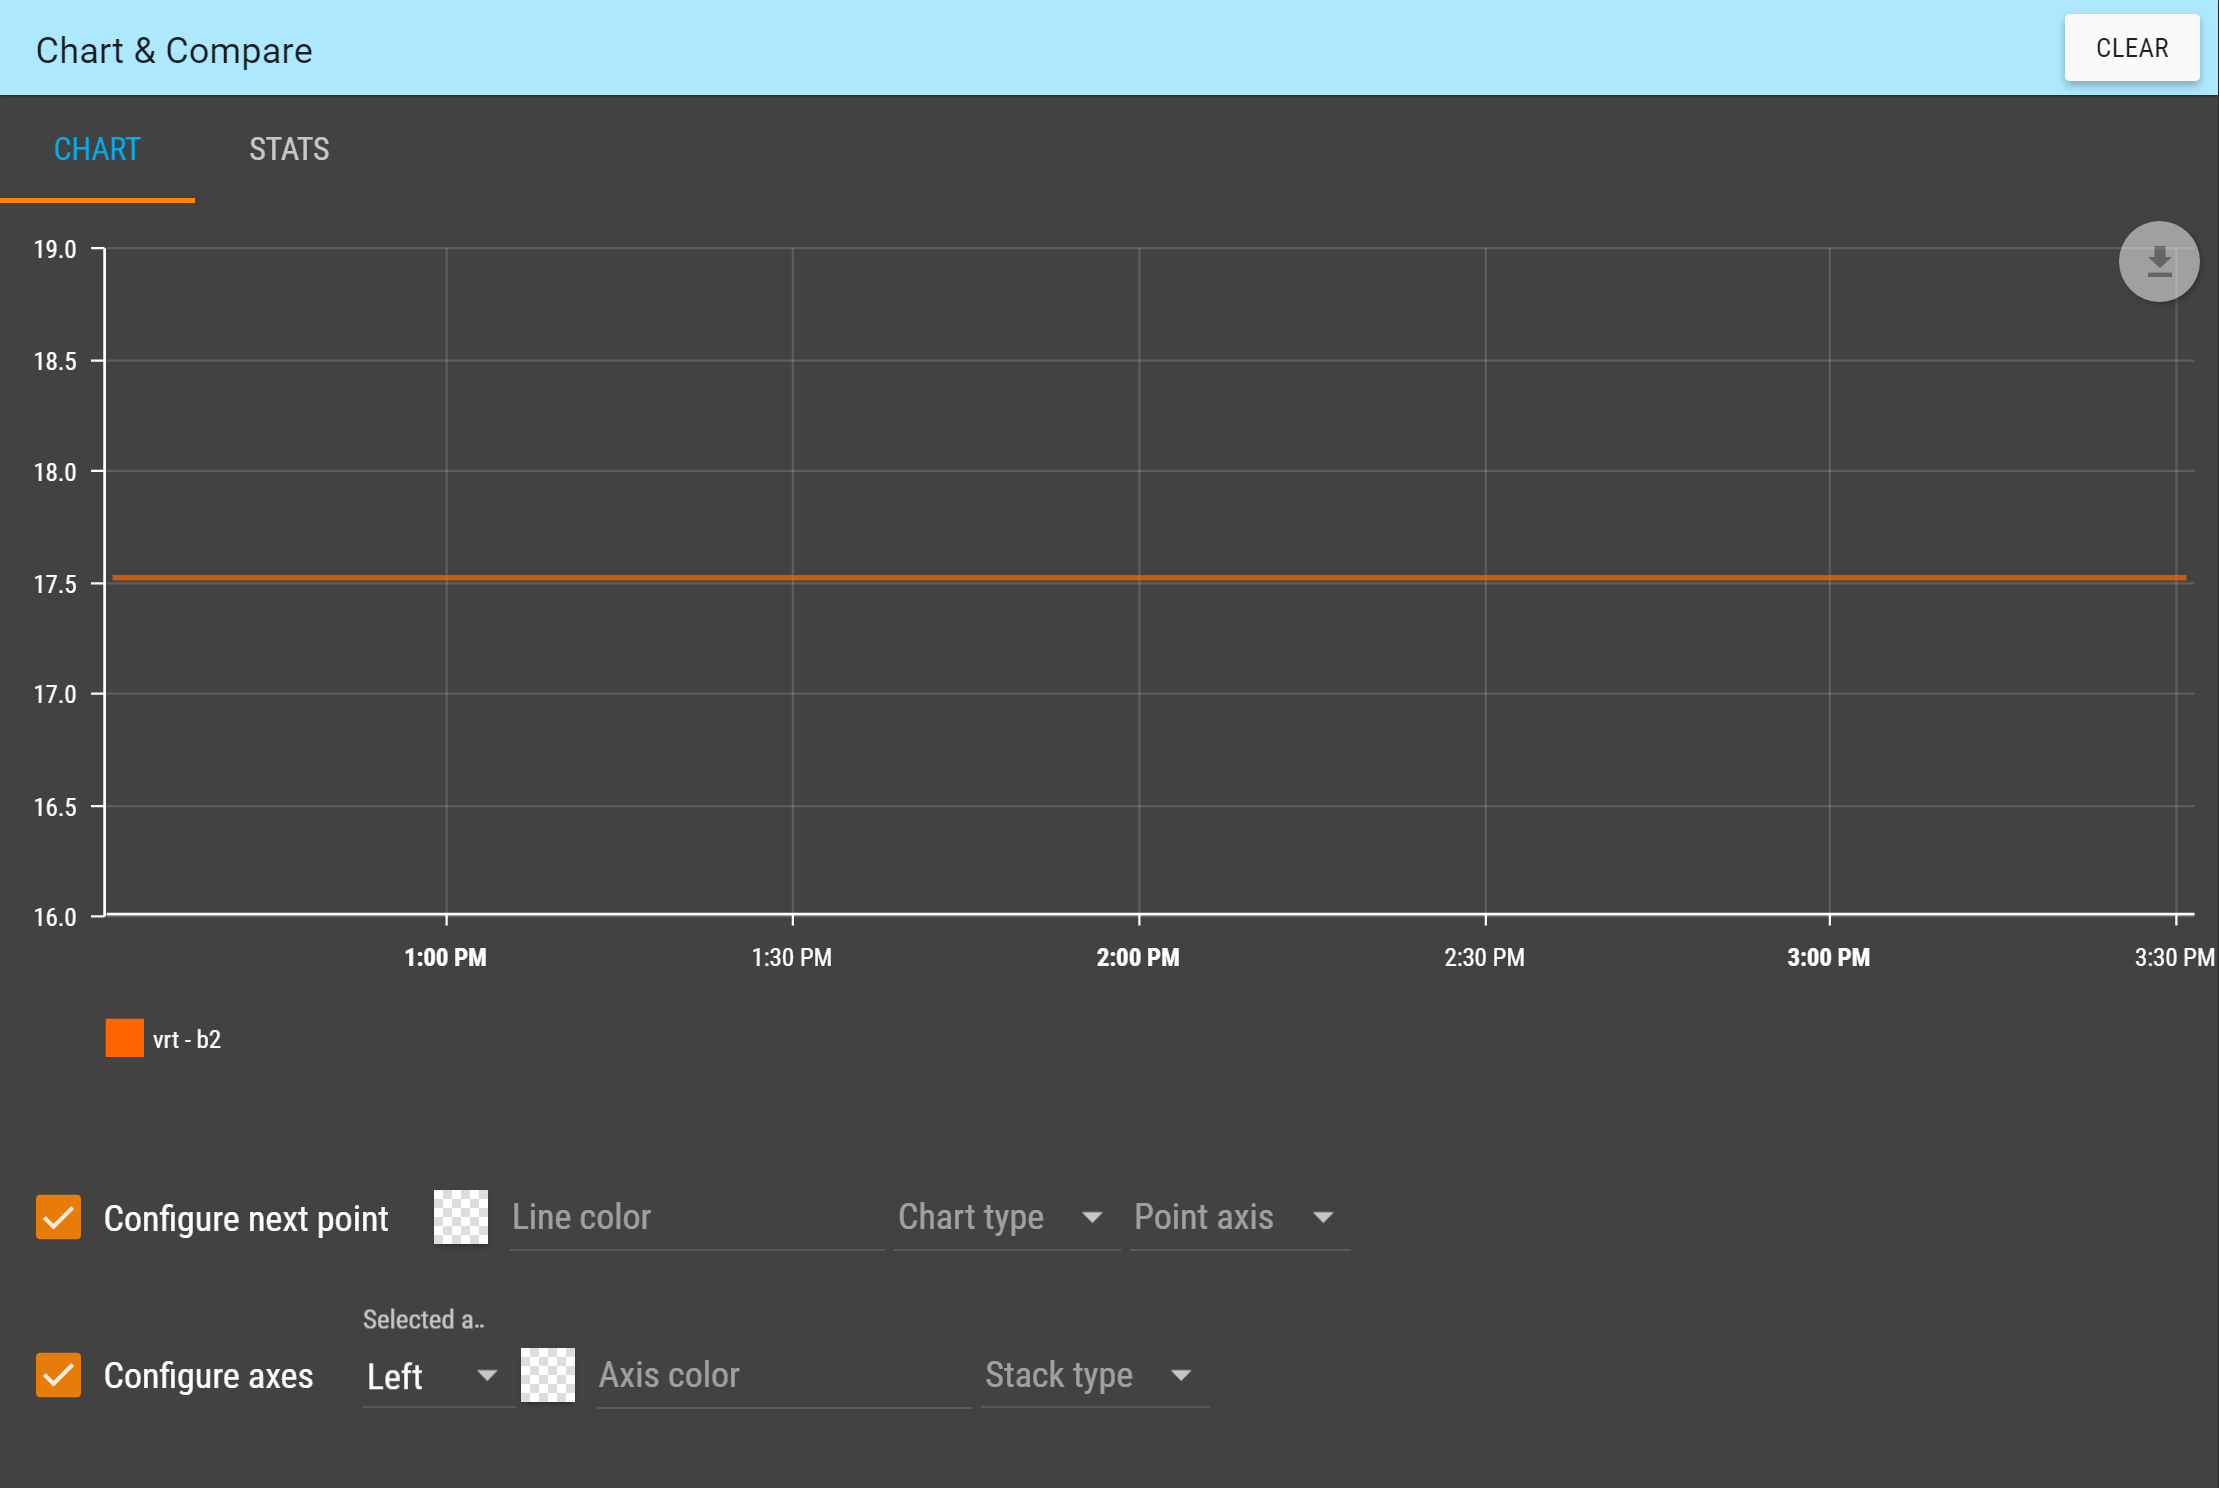 Chart & Compare
CLEAR
CHART STATS
19.0
18.5
18.0
17.5
17.0
16.5
16.0
1:00 PM 1:30 PM 2:00 PM 2:30 PM 3:00 PM 3:30 PM
vrt - b2
Configure next point Line color Chart type Point axis
Selected a..
Configure axes Left Axis color Stack type